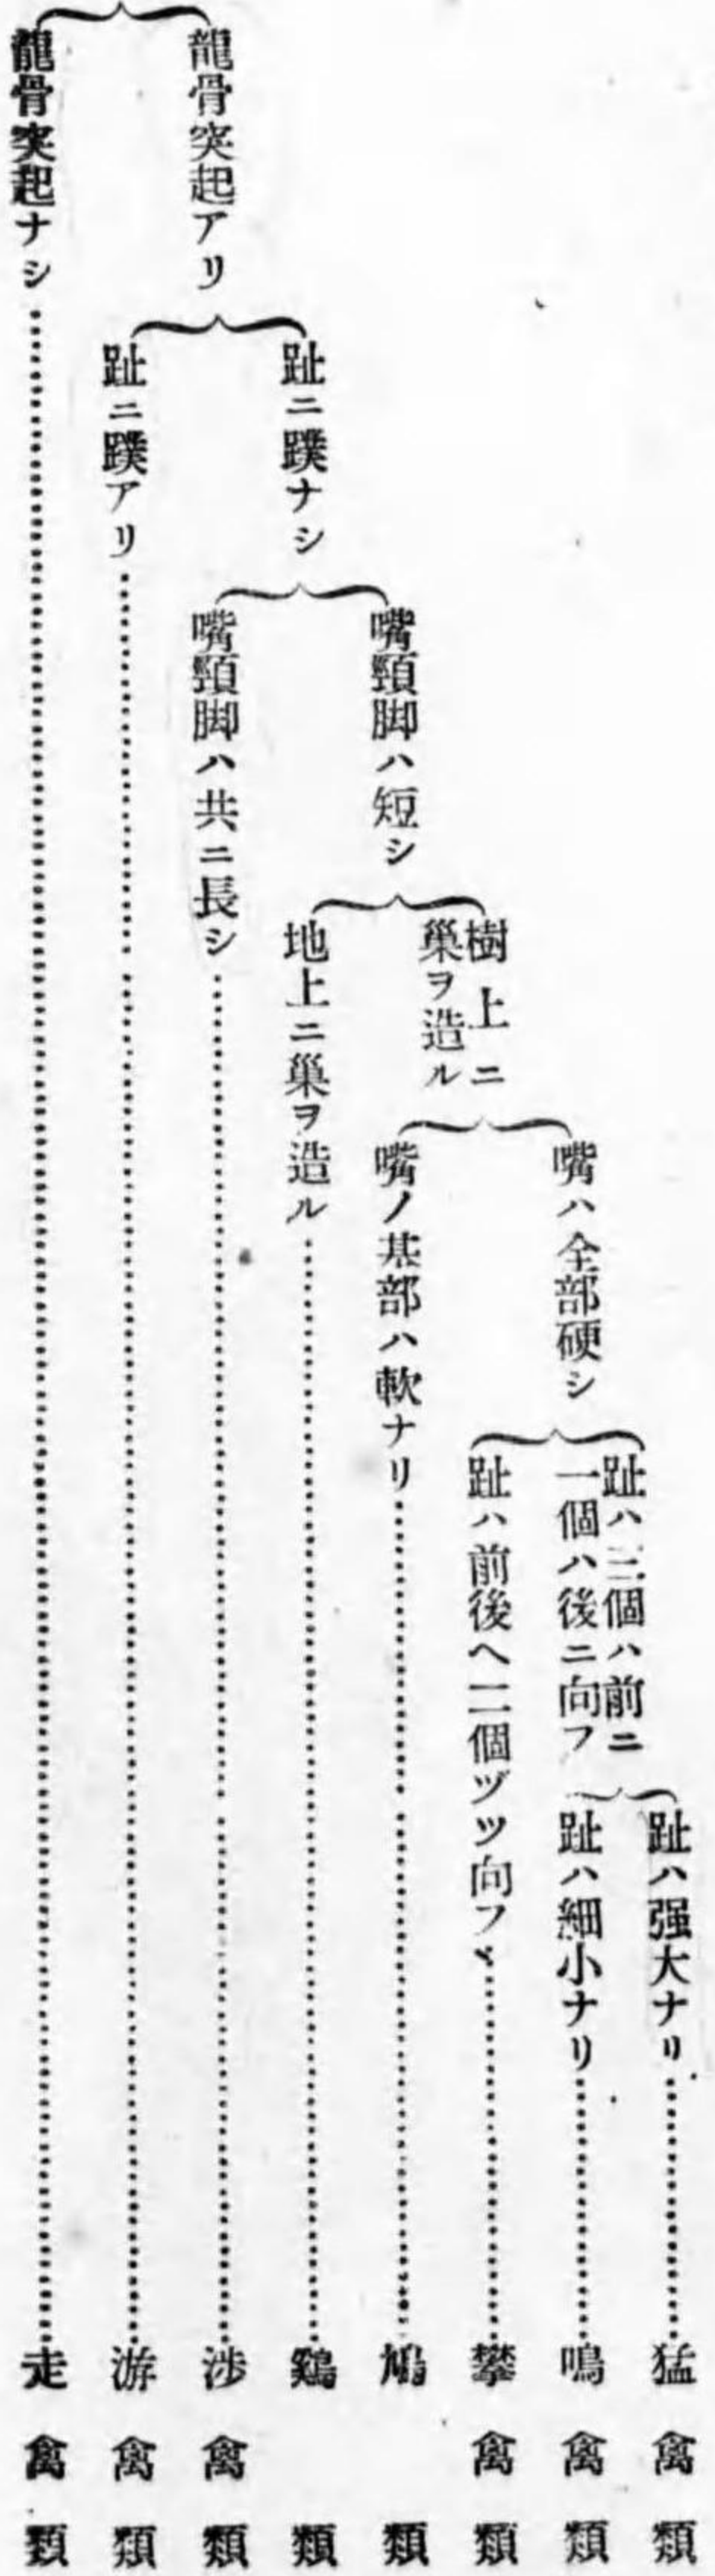 龍骨突起アリ
趾ニ蹼ナシ
嘴頸脚ハ短シ
樹上ニ
巢ヲ造ル
嘴ハ全部硬シ
趾ハ三個ハ前ニ
一個ハ後ニ向フ
趾ハ强大ナリ……猛禽類
趾ハ細小ナリ……鳴禽類
趾ハ前後ヘ二個ヅツ向フ……攀禽類
嘴ノ基部ハ軟ナリ……鳩類
地上ニ巢ヲ造ル……鷄類
嘴頸脚ハ共ニ長シ……涉禽類
趾ニ蹼アリ……游禽類
龍骨突起ナシ……走禽類